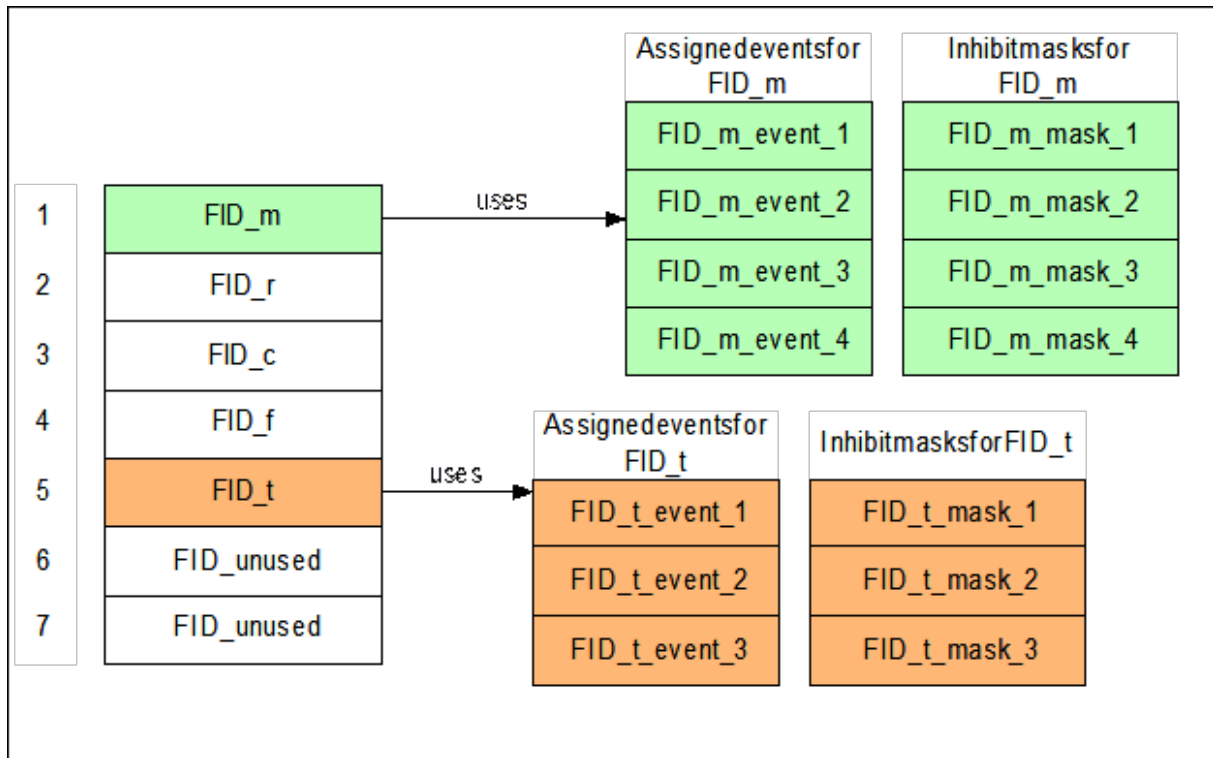 Assignedeventsfor
FID_m
Inhibitmasksfor
FID_m
FID_m_event_1
FID_m_mask_1
FID_m_event_2
FID_m_mask_2
FID_m_event_3
FID_m_mask_3
FID_m_event_4
FID_m_mask_4
1
FID_m
uses
2
FID_r
3
FID_c
4
FID_f
5
FID_t
uses
6
FID_unused
7
FID_unused
Assignedeventsfor
FID_t
InhibitmasksforFID_t
FID_t_event_1
FID_t_mask_1
FID_t_event_2
FID_t_mask_2
FID_t_event_3
FID_t_mask_3